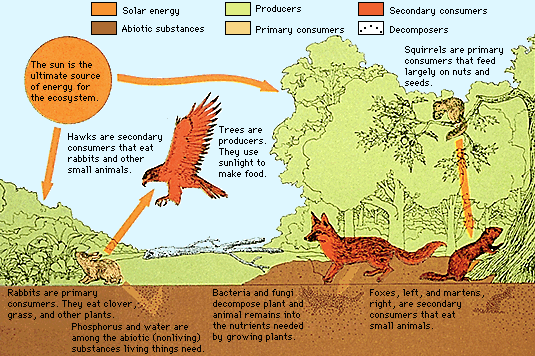 Solar energy
Producers
Secondary consumers
Abiotic substances
Primary consumers
Decomposers
The sun is the
ultimate source
of energy for
the ecosystem.
Squirrels are primary
consumers that feed
largely on nuts and
seeds.
Hawks are secondary
consumers that eat
rabbits and other
small animals.
Trees are
producers.
They use
sunlight to
make food.
Rabbits are primary
consumers. They eat clover,
grass, and other plants.
Phosphorus and water are
among the abiotic (nonliving)
substances living things need.
Bacteria and fungi
decompose plant and
animal remains into
the nutrients needed
by growing plants.
Foxes, left, and martens,
right, are secondary
consumers that eat
small animals.